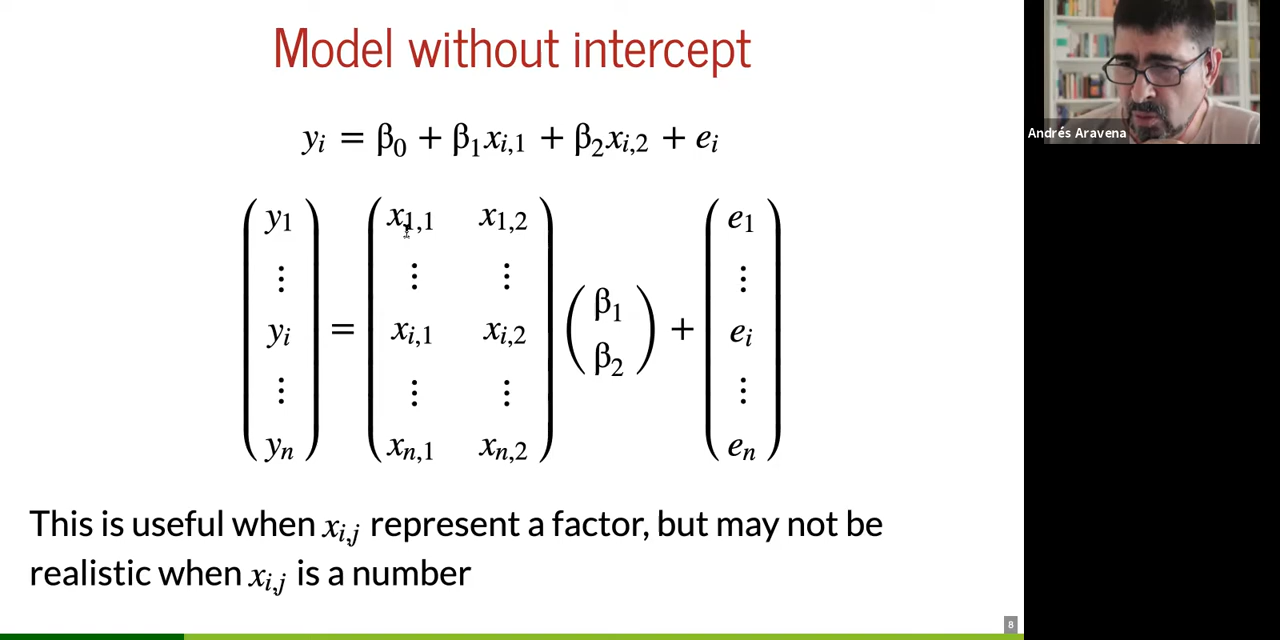 Model without intercept
Andrés Aravena
yᵢ = β₀ + β₁xᵢ,₁ + β₂xᵢ,₂ + eᵢ
y₁ x₁,₁ x₁,₂ e₁
⋮ ⋮ ⋮ ⋮
yᵢ = xᵢ,₁ xᵢ,₂ β₁ β₂ + eᵢ
⋮ ⋮ ⋮ ⋮
yₙ xₙ,₁ xₙ,₂ eₙ
This is useful when xᵢ,ⱼ represent a factor, but may not be
realistic when xᵢ,ⱼ is a number
8